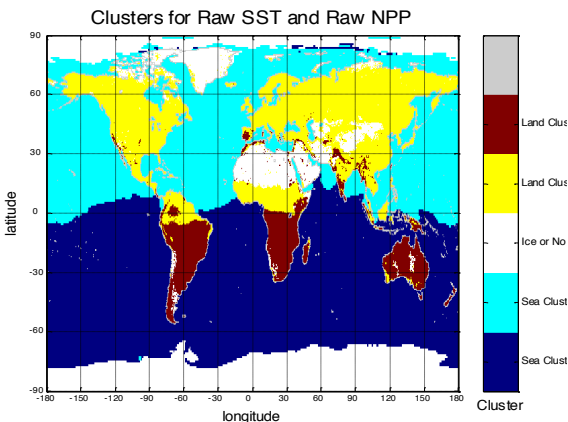 Clusters for Raw SST and Raw NPP
latitude
90
60
30
0
-30
-60
-90
-180
-150
-120
-90
-60
-30
0
30
60
90
120
150
180
longitude
Land Clus
Land Clus
Ice or No
Sea Clust
Sea Clust
Cluster